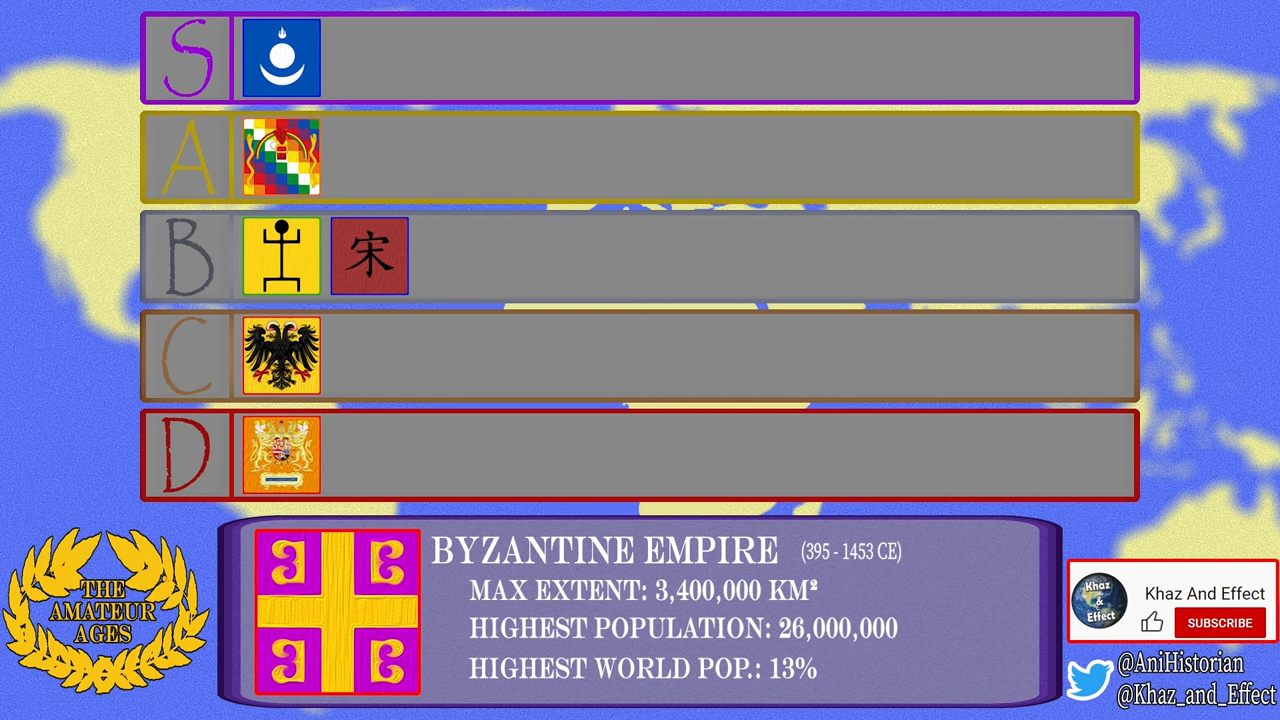 S
A
B
宋
C
D
THE
AMATEUR
AGES
BYZANTINE EMPIRE (395 - 1453 CE)
MAX EXTENT: 3,400,000 KM²
HIGHEST POPULATION: 26,000,000
HIGHEST WORLD POP.: 13%
Khaz
&
Effect
Khaz And Effect
SUBSCRIBE
@AniHistorian
@Khaz_and_Effect